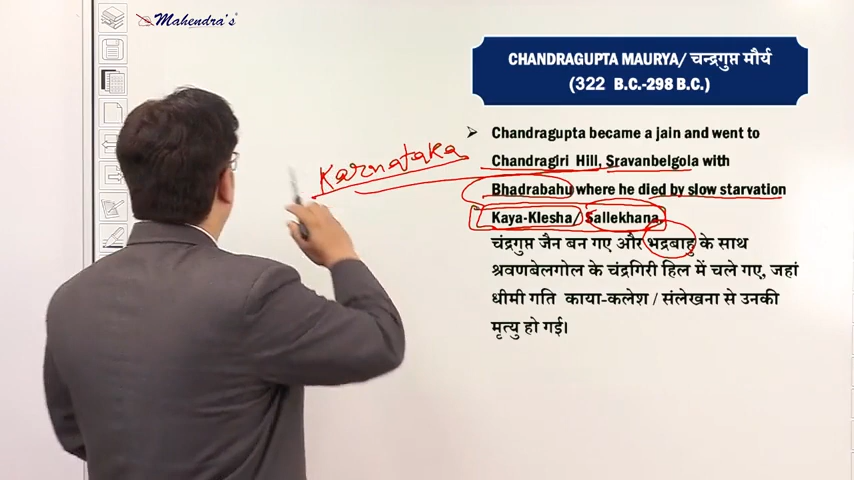 Mahendra's
CHANDRAGUPTA MAURYA/ चन्द्रगुप्त मौर्य
(322 B.C.-298 B.C.)
Chandragupta became a jain and went to
Karnataka
Chandragiri Hill, Sravanbelgola with
Bhadrabahu where he died by slow starvation
Kaya-Klesha/ Sallekhana.
चंद्रगुप्त जैन बन गए और भद्रबाहु के साथ
श्रवणबेलगोल के चंद्रगिरी हिल में चले गए, जहां
धीमी गति काया-कलेश / संलेखना से उनकी
मृत्यु हो गई।